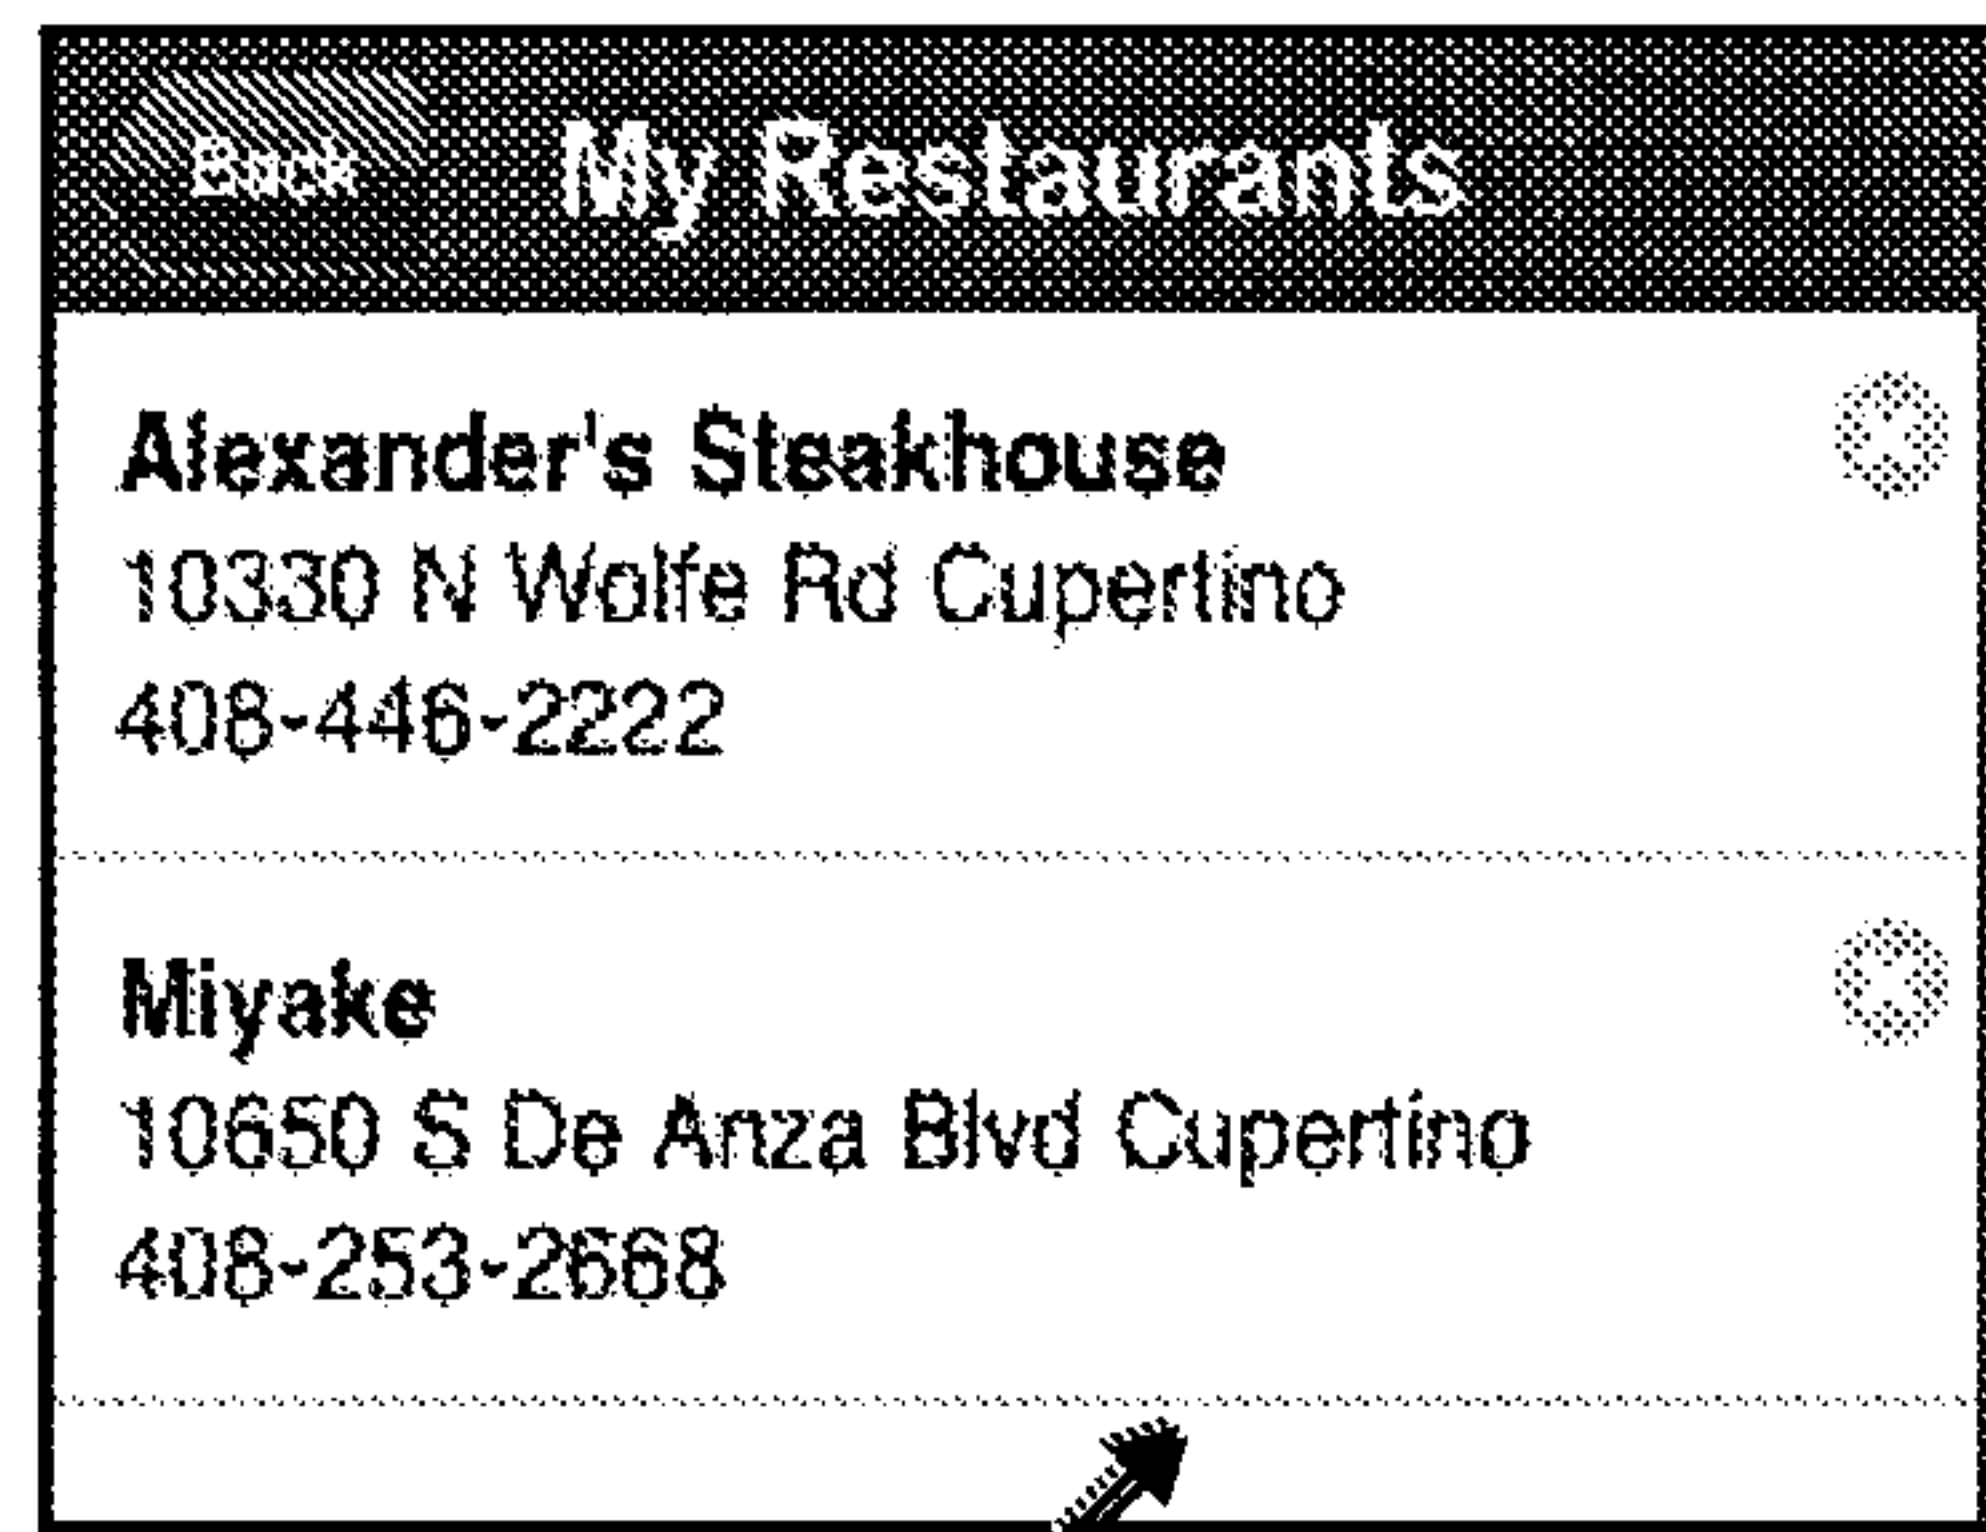 Back
My Restaurants
Alexander's Steakhouse
10330 N Wolfe Rd Cupertino
408-446-2222
Miyake
10650 S De Anza Blvd Cupertino
408-253-2668